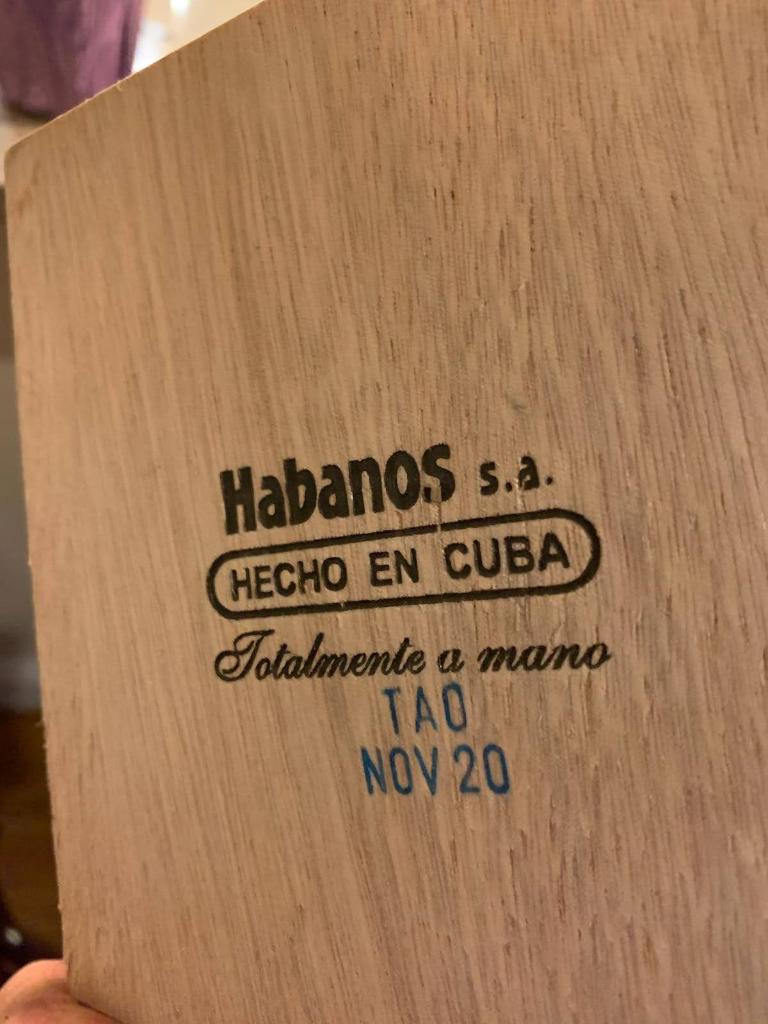 Habanos s.a.
HECHO EN CUBA
Totalmente a mano
TAO
NOV 20